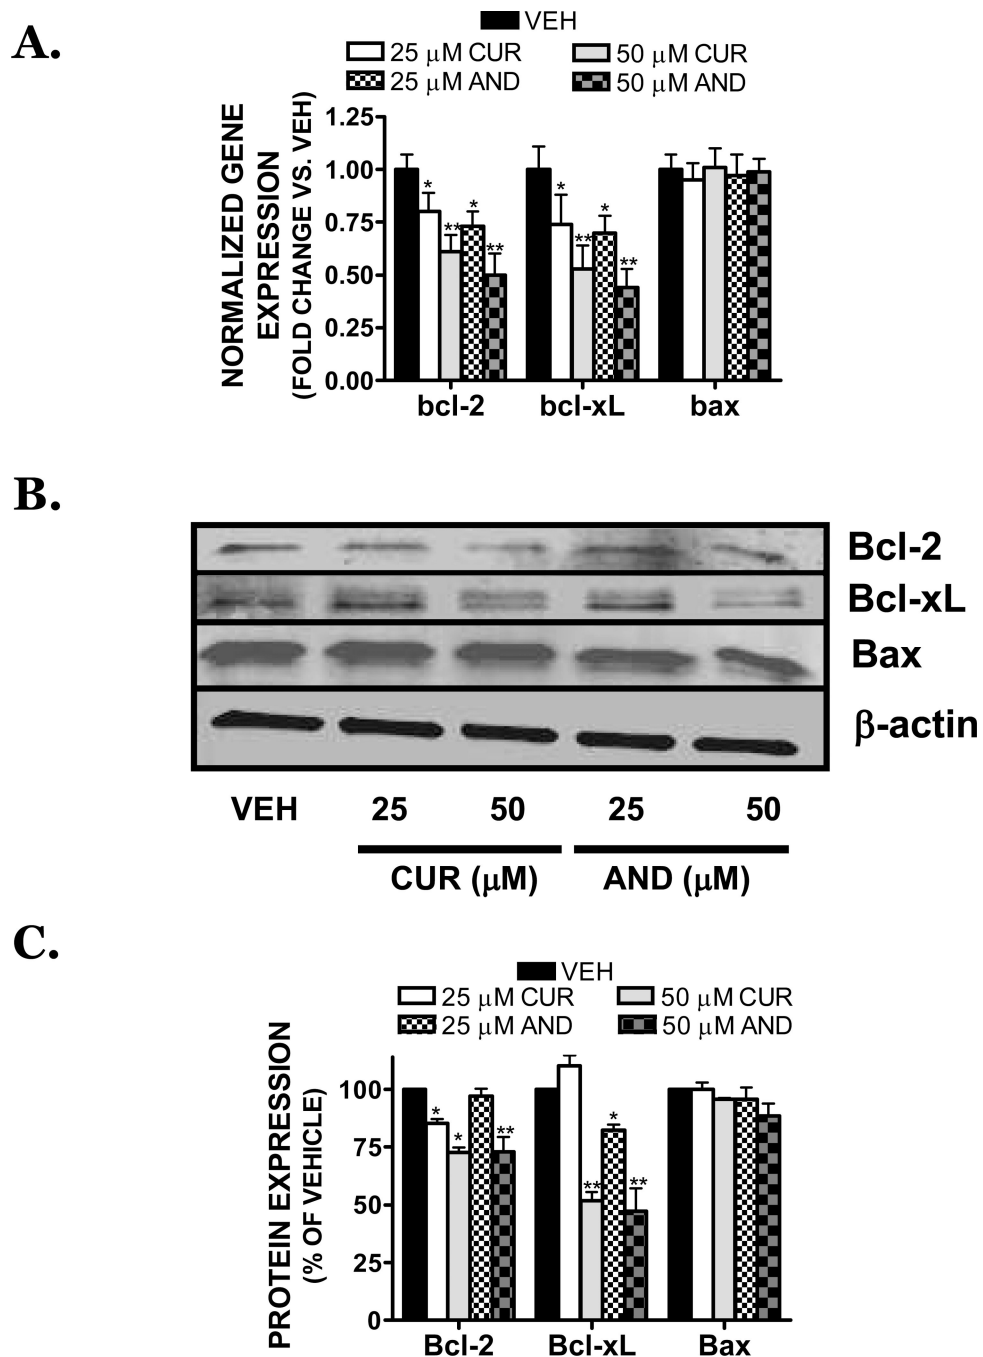 A.
VEH
25 μM CUR 50 μM CUR
25 μM AND 50 μM AND
NORMALIZED GENE
EXPRESSION
(FOLD CHANGE VS. VEH)
1.25
1.00
0.75
0.50
0.25
0.00
* ** * **
* ** * **
bcl-2 bcl-xL bax
B.
Bcl-2
Bcl-xL
Bax
β-actin
VEH 25 50 25 50
CUR (μM) AND (μM)
C.
VEH
25 μM CUR 50 μM CUR
25 μM AND 50 μM AND
PROTEIN EXPRESSION
(% OF VEHICLE)
100
75
50
25
0
* * **
** * **
Bcl-2 Bcl-xL Bax